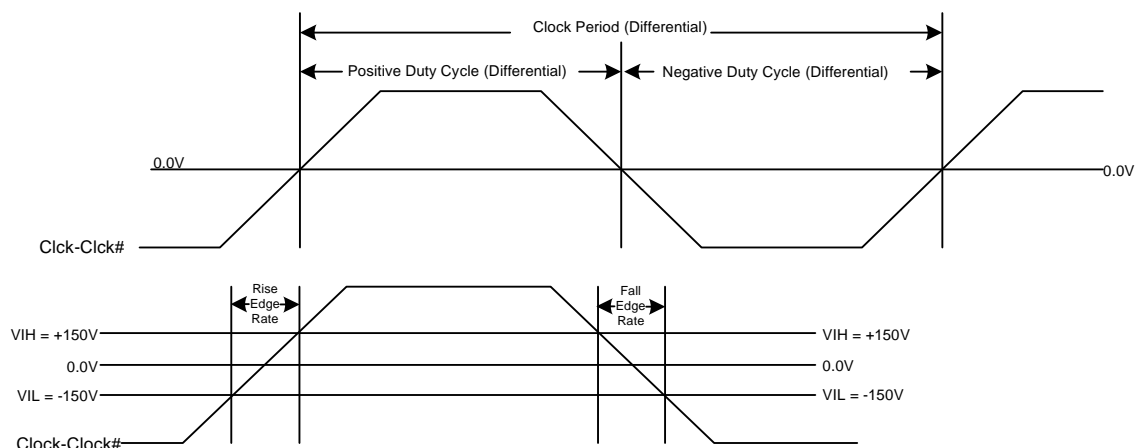 Clock Period (Differential)
Positive Duty Cycle (Differential)
Negative Duty Cycle (Differential)
0.0V
0.0V
Clck-Clck#
Rise
Edge
Rate
Fall
Edge
Rate
VIH = +150V
VIH = +150V
0.0V
0.0V
VIL = -150V
VIL = -150V
Clock-Clock#